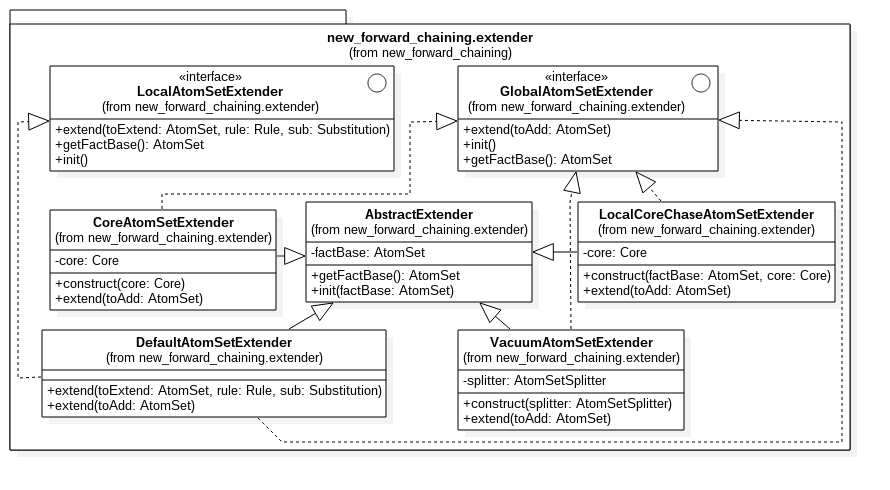 new_forward_chaining.extender
(from new_forward_chaining)
«interface»
LocalAtomSetExtender
(from new_forward_chaining.extender)
+extend(toExtend: AtomSet, rule: Rule, sub: Substitution)
+getFactBase(): AtomSet
+init()
«interface»
GlobalAtomSetExtender
(from new_forward_chaining.extender)
+extend(toAdd: AtomSet)
+init()
getFactBase(): AtomSet
CoreAtomSetExtender
(from new_forward_chaining.extender)
-core: Core
+construct(core: Core)
+extend(toAdd: AtomSet)
AbstractExtender
(from new_forward_chaining.extender)
-factBase: AtomSet
+getFactBase(): AtomSet
+init(factBase: AtomSet)
LocalCoreChaseAtomSetExtender
(from new_forward_chaining.extender)
-core: Core
+construct(factBase: AtomSet, core: Core)
+extend(toAdd: AtomSet)
DefaultAtomSetExtender
(from new_forward_chaining.extender)
+extend(toExtend: AtomSet, rule: Rule, sub: Substitution)
+extend(toAdd: AtomSet)
VacuumAtomSetExtender
(from new_forward_chaining.extender)
-splitter: AtomSetSplitter
+construct(splitter: AtomSetSplitter)
+extend(toAdd: AtomSet)